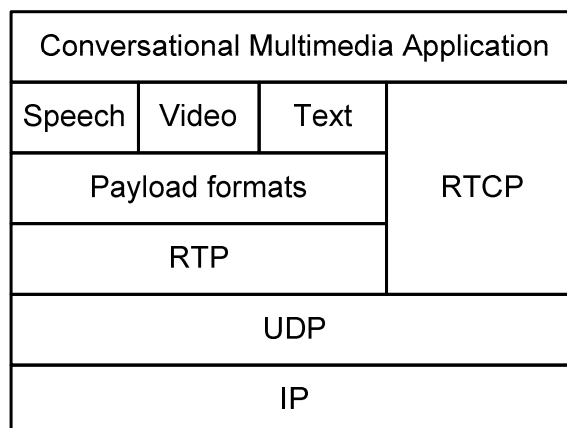 Conversational Multimedia Application
Speech Video Text
Payload formats
RTCP
RTP
UDP
IP